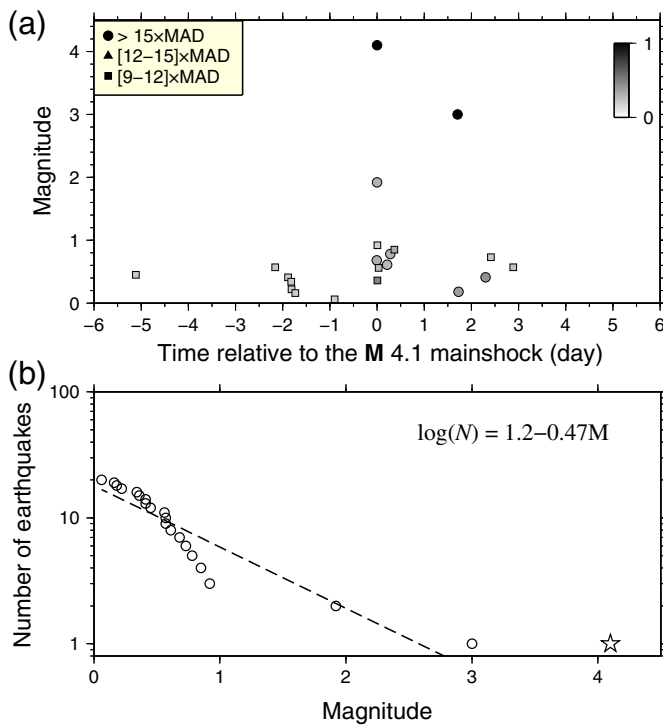 (a)
> 15×MAD
[12–15]×MAD
[9–12]×MAD
1
0
4
3
2
1
0
Magnitude
−6 −5 −4 −3 −2 −1 0 1 2 3 4 5 6
Time relative to the M 4.1 mainshock (day)
(b)
100
10
1
Number of earthquakes
log(N) = 1.2–0.47M
0 1 2 3 4
Magnitude